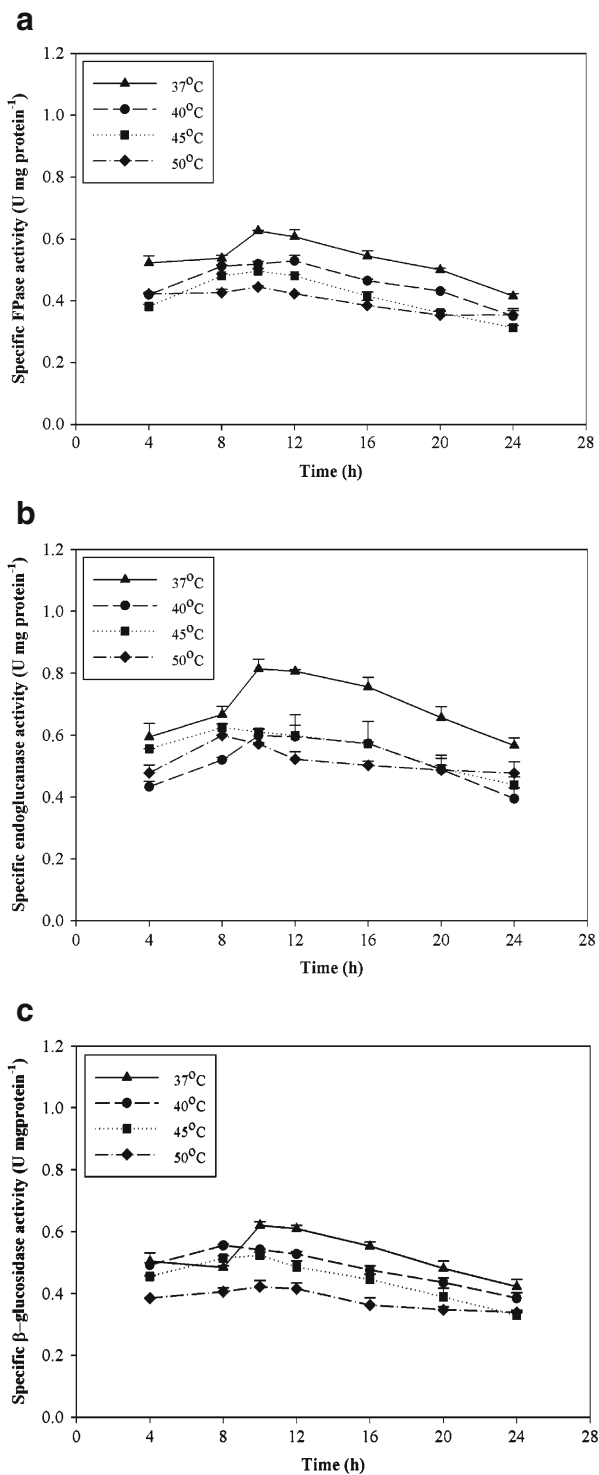 a
Specific FPase activity (U mg protein⁻¹)
1.2
1.0
0.8
0.6
0.4
0.2
0.0
37°C
40°C
45°C
50°C
0 4 8 12 16 20 24 28
Time (h)
b
Specific endoglucanase activity (U mg protein⁻¹)
1.2
1.0
0.8
0.6
0.4
0.2
0.0
37°C
40°C
45°C
50°C
0 4 8 12 16 20 24 28
Time (h)
c
Specific β–glucosidase activity (U mgprotein⁻¹)
1.2
1.0
0.8
0.6
0.4
0.2
0.0
37°C
40°C
45°C
50°C
0 4 8 12 16 20 24 28
Time (h)